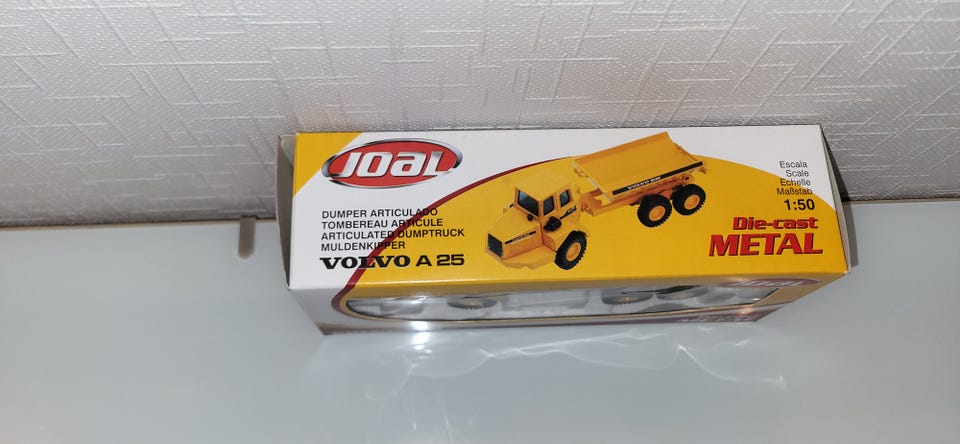 JOAL
DUMPER ARTICULADO
TOMBEREAU ARTICULE
ARTICULATED DUMPTRUCK
MULDENKIPPER
VOLVO A 25
Escala
Scale
Echelle
Maßstab
1:50
Die-cast
METAL